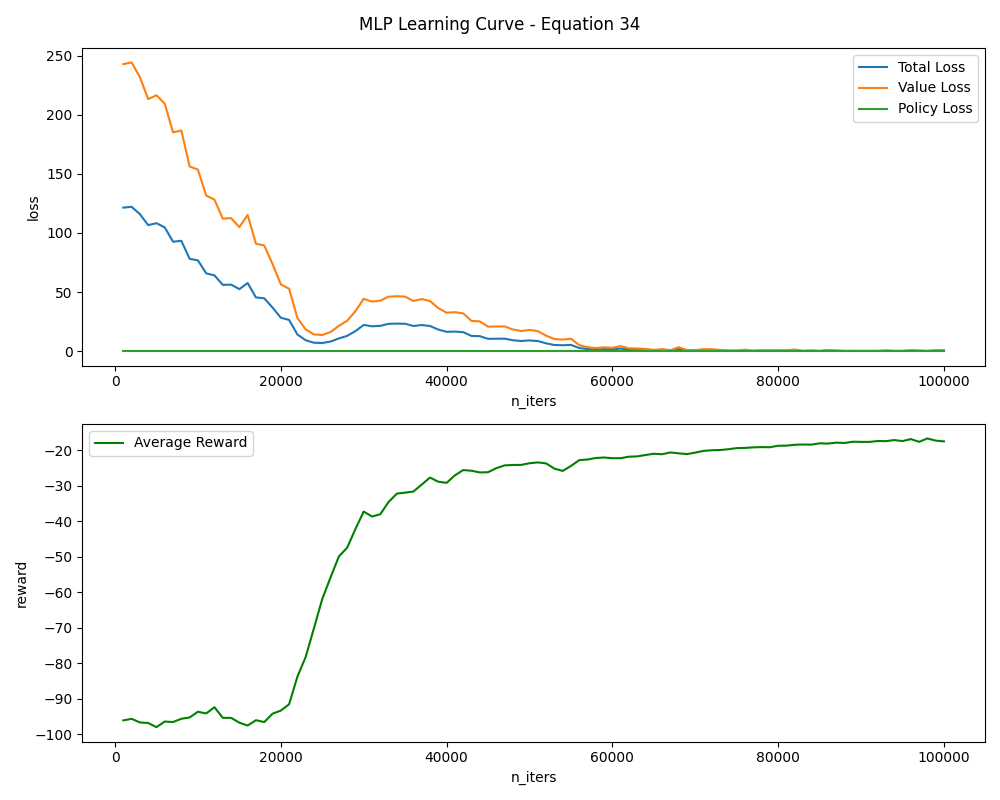 MLP Learning Curve - Equation 34
250
200
150
100
50
0
loss
Total Loss
Value Loss
Policy Loss
0 20000 40000 60000 80000 100000
n_iters
Average Reward
−20
−30
−40
−50
−60
−70
−80
−90
−100
reward
0 20000 40000 60000 80000 100000
n_iters